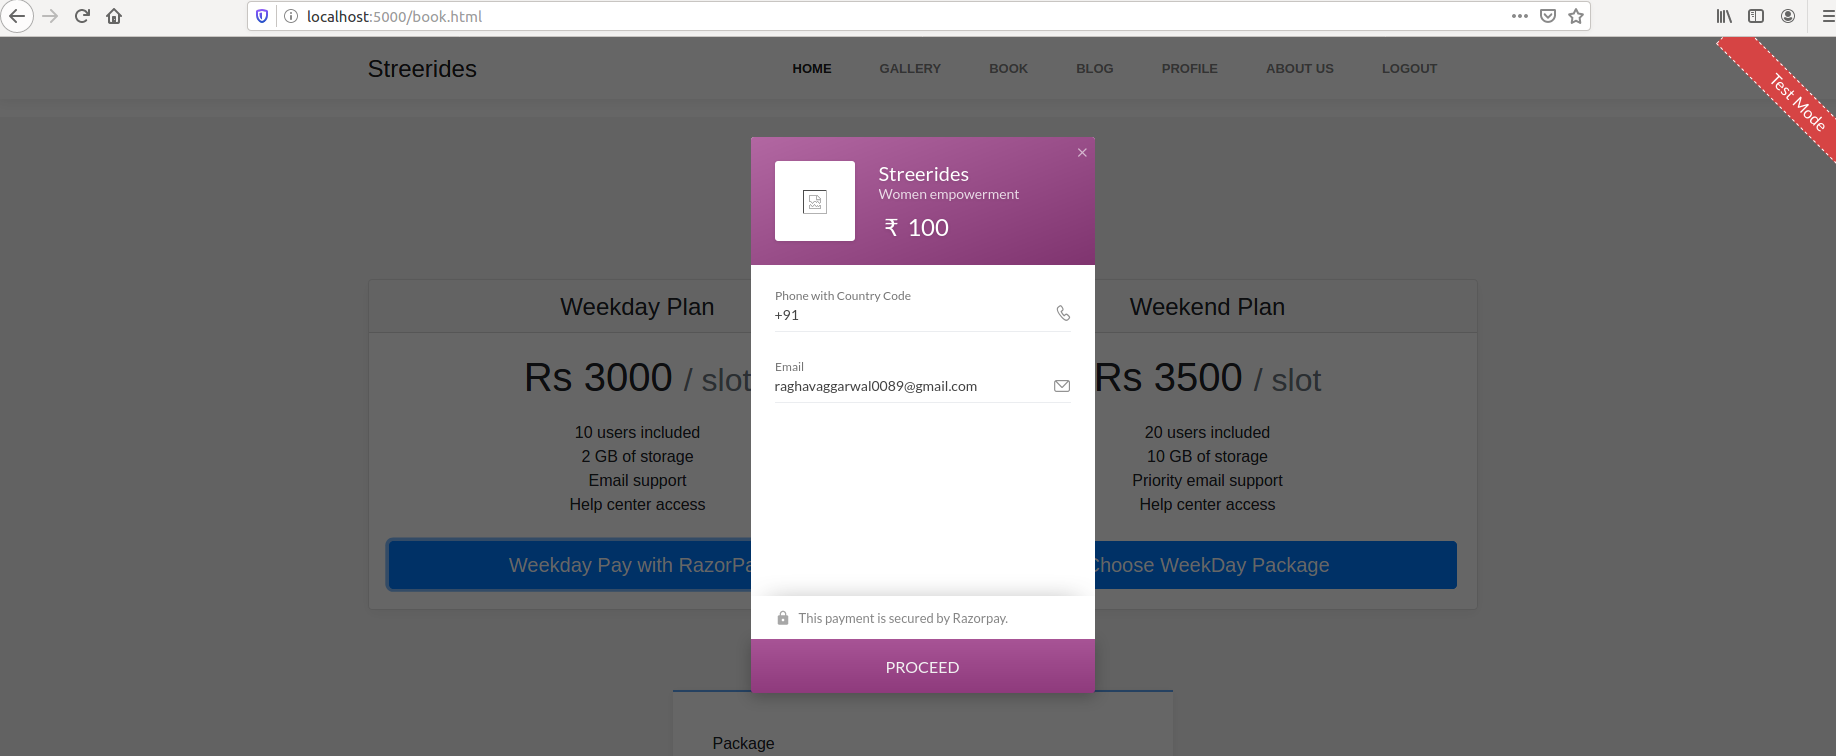 localhost:5000/book.html
Streerides
HOME
GALLERY
BOOK
BLOG
PROFILE
ABOUT US
LOGOUT
Test Mode
Streerides
Women empowerment
₹ 100
Phone with Country Code
+91
Email
raghavaggarwal0089@gmail.com
This payment is secured by Razorpay.
PROCEED
Weekday Plan
Rs 3000 / slot
10 users included
2 GB of storage
Email support
Help center access
Weekday Pay with RazorPa
Weekend Plan
Rs 3500 / slot
20 users included
10 GB of storage
Priority email support
Help center access
Choose WeekDay Package
Package